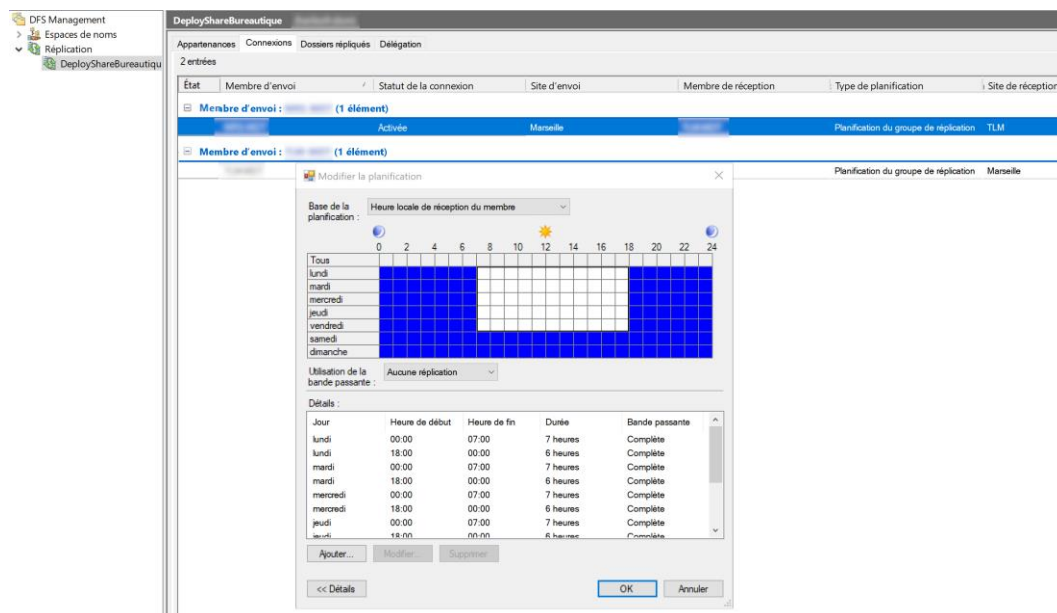 DFS Management
Espaces de noms
Réplication
DeployShareBureautiqu
DeployShareBureautique
Appartenances Connexions Dossiers répliqués Délégation
2 entrées
État Membre d'envoi Statut de la connexion Site d'envoi Membre de réception Type de planification Site de réception
Membre d'envoi : (1 élément)
Activée Marseille Planification du groupe de réplication TLM
Membre d'envoi : (1 élément)
Planification du groupe de réplication Marseille
Modifier la planification
Base de la planification : Heure locale de réception du membre
0 2 4 6 8 10 12 14 16 18 20 22 24
Tous
lundi
mardi
mercredi
jeudi
vendredi
samedi
dimanche
Utilisation de la bande passante : Aucune réplication
Détails :
Jour Heure de début Heure de fin Durée Bande passante
lundi 00:00 07:00 7 heures Complète
lundi 18:00 00:00 6 heures Complète
mardi 00:00 07:00 7 heures Complète
mardi 18:00 00:00 6 heures Complète
mercredi 00:00 07:00 7 heures Complète
mercredi 18:00 00:00 6 heures Complète
jeudi 00:00 07:00 7 heures Complète
jeudi 18:00 00:00 6 heures Complète
Ajouter... Modifier... Supprimer
<< Détails OK Annuler